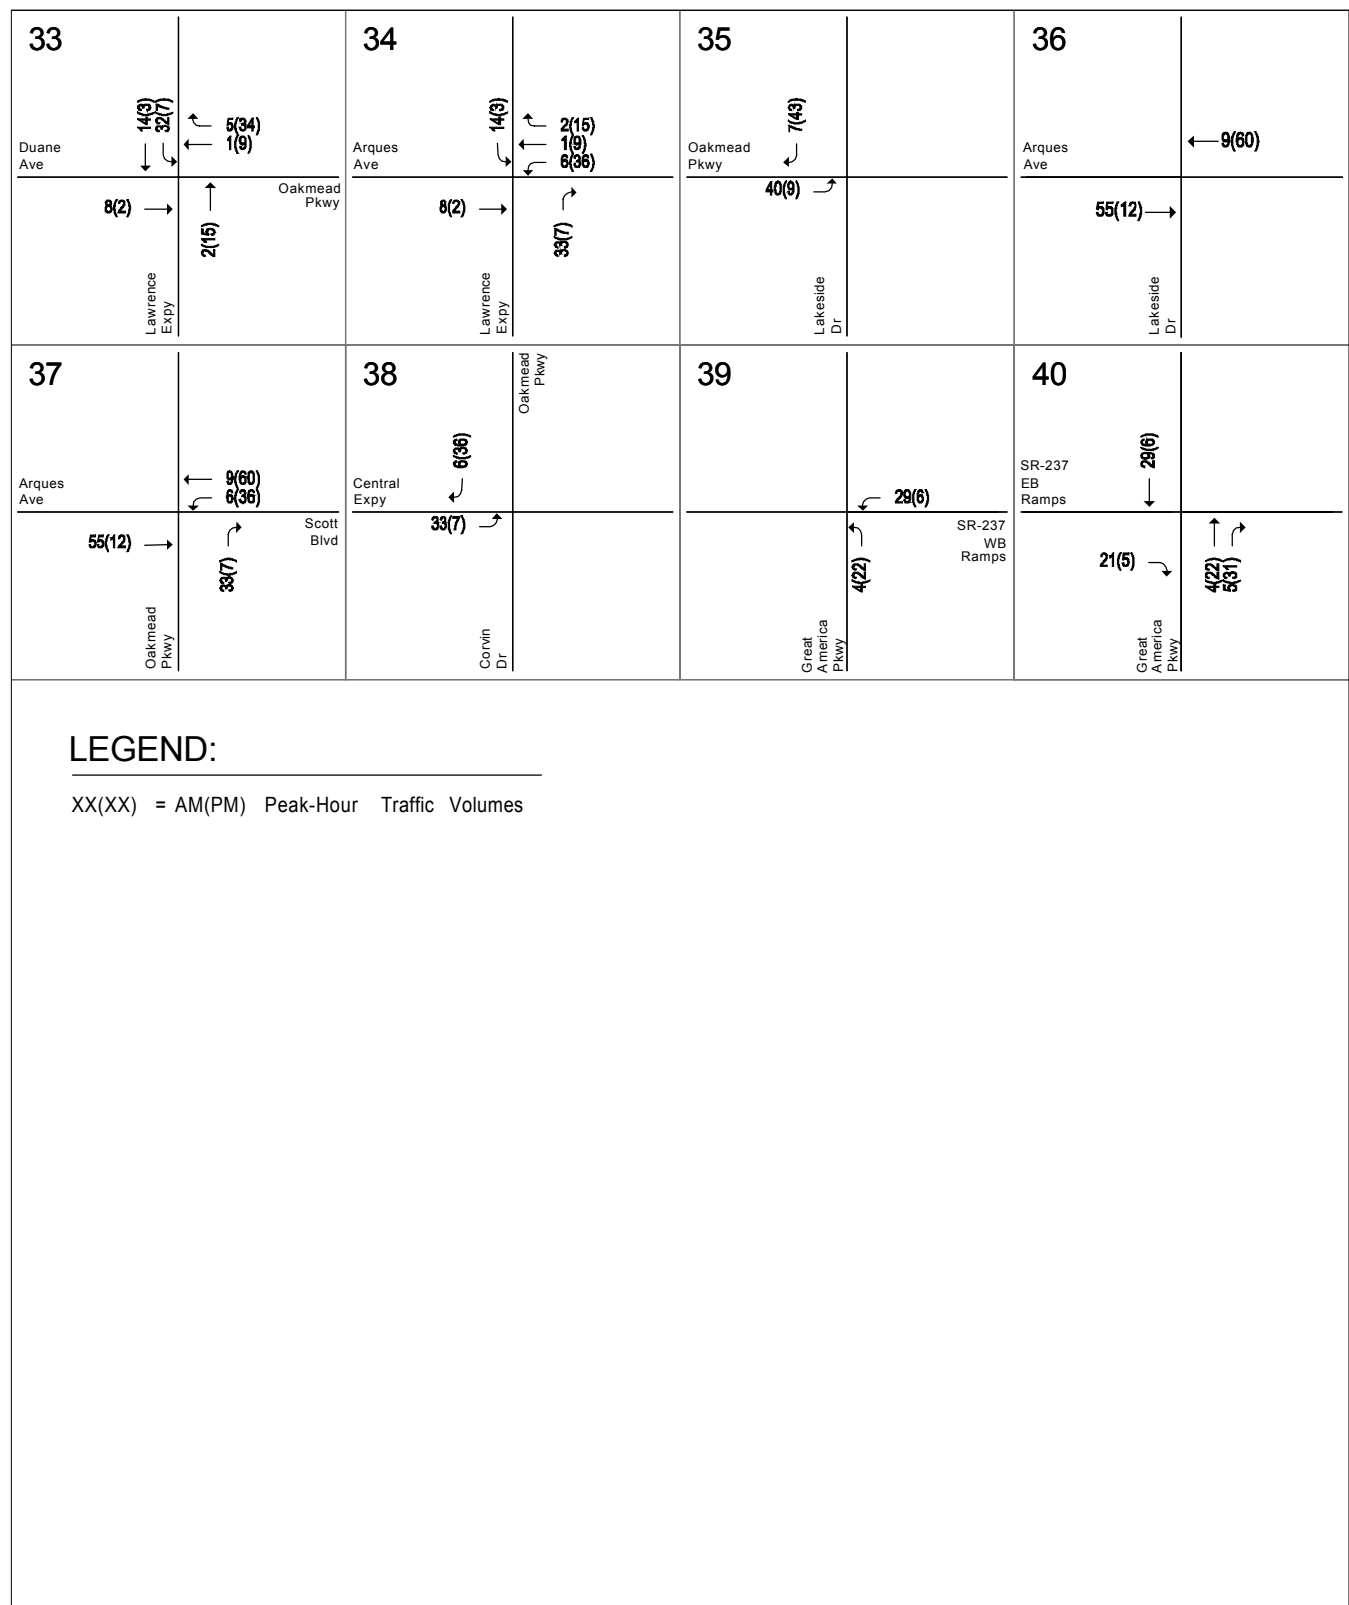 33
14(3)
32(7)
5(34)
1(9)
Duane
Ave
Oakmead
Pkwy
8(2)
2(15)
Lawrence
Expy
34
14(3)
2(15)
1(9)
6(36)
Arques
Ave
8(2)
33(7)
Lawrence
Expy
35
7(43)
Oakmead
Pkwy
40(9)
Lakeside
Dr
36
9(60)
Arques
Ave
55(12)
Lakeside
Dr
37
9(60)
6(36)
Arques
Ave
Scott
Blvd
55(12)
33(7)
Oakmead
Pkwy
38
Oakmead
Pkwy
6(36)
Central
Expy
33(7)
Corvin
Dr
39
29(6)
SR-237
WB
Ramps
4(22)
Great
America
Pkwy
40
29(6)
SR-237
EB
Ramps
21(5)
4(22)
5(31)
Great
America
Pkwy
LEGEND:
XX(XX) = AM(PM) Peak-Hour Traffic Volumes